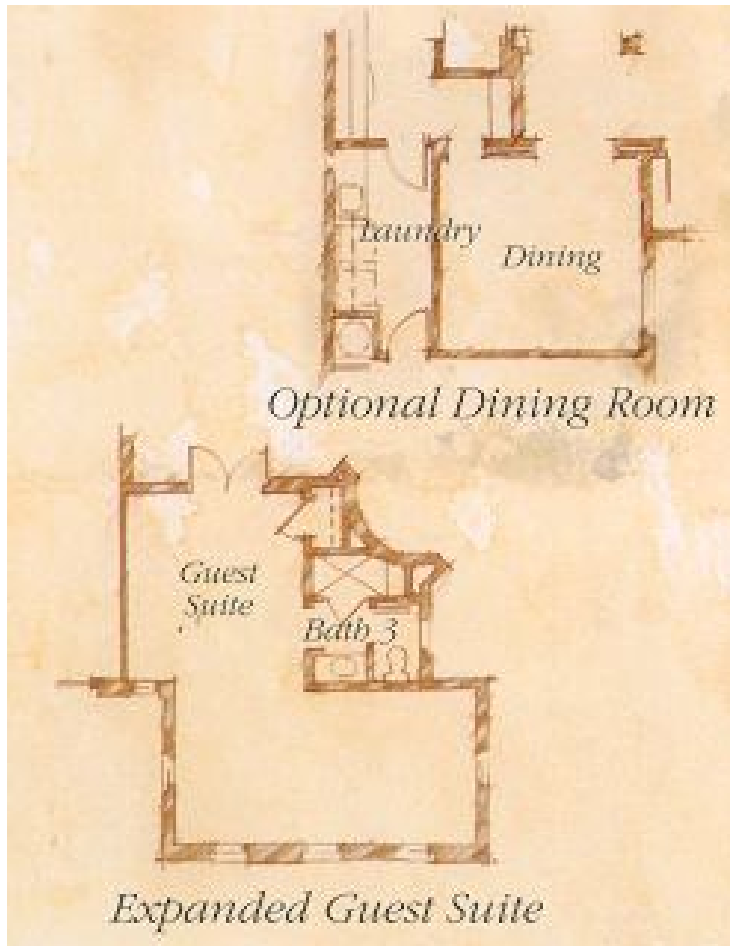 Laundry
Dining
Optional Dining Room
Guest
Suite
Bath 3
Expanded Guest Suite